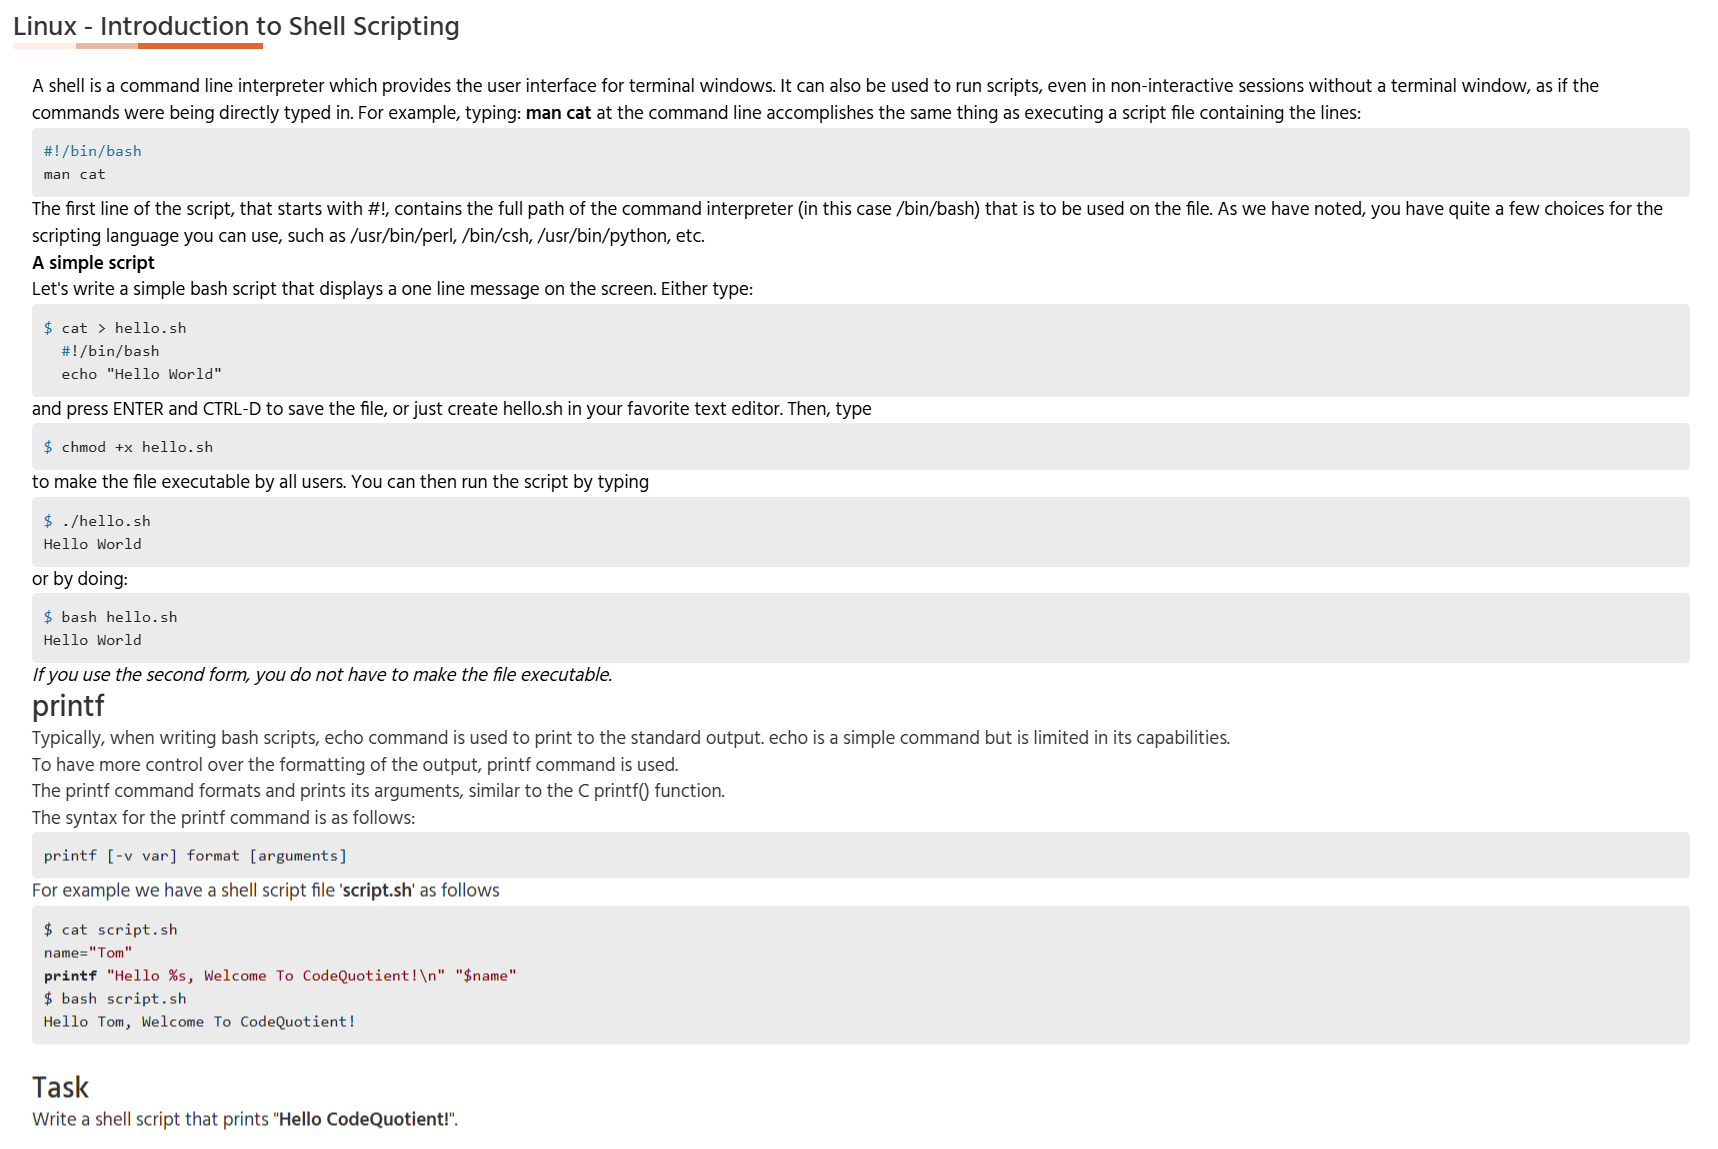 Linux - Introduction to Shell Scripting
A shell is a command line interpreter which provides the user interface for terminal windows. It can also be used to run scripts, even in non-interactive sessions without a terminal window, as if the
commands were being directly typed in. For example, typing: man cat at the command line accomplishes the same thing as executing a script file containing the lines:
#!/bin/bash
man cat
The first line of the script, that starts with #!, contains the full path of the command interpreter (in this case /bin/bash) that is to be used on the file. As we have noted, you have quite a few choices for the
scripting language you can use, such as /usr/bin/perl, /bin/csh, /usr/bin/python, etc.
A simple script
Let's write a simple bash script that displays a one line message on the screen. Either type:
$ cat > hello.sh
  #!/bin/bash
  echo "Hello World"
and press ENTER and CTRL-D to save the file, or just create hello.sh in your favorite text editor. Then, type
$ chmod +x hello.sh
to make the file executable by all users. You can then run the script by typing
$ ./hello.sh
Hello World
or by doing:
$ bash hello.sh
Hello World
If you use the second form, you do not have to make the file executable.
printf
Typically, when writing bash scripts, echo command is used to print to the standard output. echo is a simple command but is limited in its capabilities.
To have more control over the formatting of the output, printf command is used.
The printf command formats and prints its arguments, similar to the C printf() function.
The syntax for the printf command is as follows:
printf [-v var] format [arguments]
For example we have a shell script file 'script.sh' as follows
$ cat script.sh
name="Tom"
printf "Hello %s, Welcome To CodeQuotient!\n" "$name"
$ bash script.sh
Hello Tom, Welcome To CodeQuotient!
Task
Write a shell script that prints "Hello CodeQuotient!".